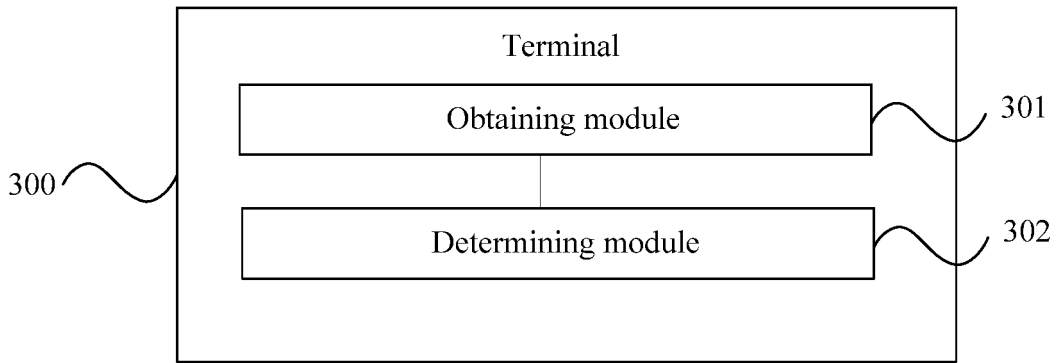 Terminal
Obtaining module
301
300
Determining module
302